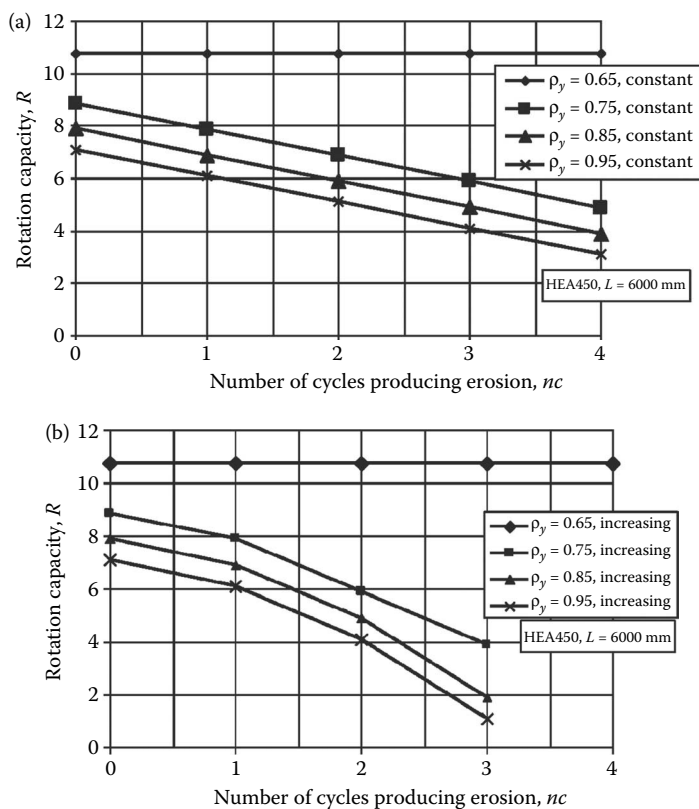 (a)
12
10
8
6
4
2
0
Rotation capacity, R
0 1 2 3 4
Number of cycles producing erosion, nc
ρy = 0.65, constant
ρy = 0.75, constant
ρy = 0.85, constant
ρy = 0.95, constant
HEA450, L = 6000 mm
(b)
12
10
8
6
4
2
0
Rotation capacity, R
0 1 2 3 4
Number of cycles producing erosion, nc
ρy = 0.65, increasing
ρy = 0.75, increasing
ρy = 0.85, increasing
ρy = 0.95, increasing
HEA450, L = 6000 mm